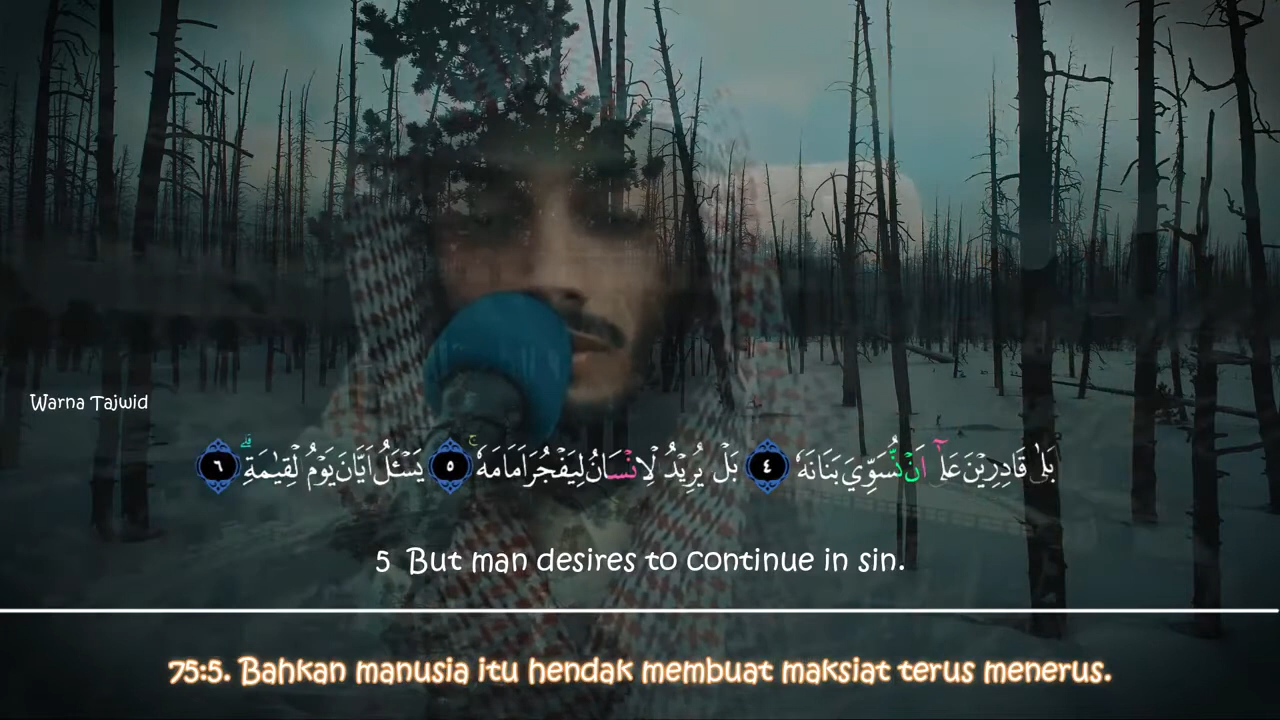 Warna Tajwid
بَلٰى قَادِرِيْنَ عَلٰٓى اَنْ نُّسَوِّيَ بَنَانَهٗ ٤ بَلْ يُرِيْدُ الْاِنْسَانُ لِيَفْجُرَ اَمَامَهٗۚ ٥ يَسْـَٔلُ اَيَّانَ يَوْمُ الْقِيٰمَةِۗ ٦
5 But man desires to continue in sin.
75:5. Bahkan manusia itu hendak membuat maksiat terus menerus.